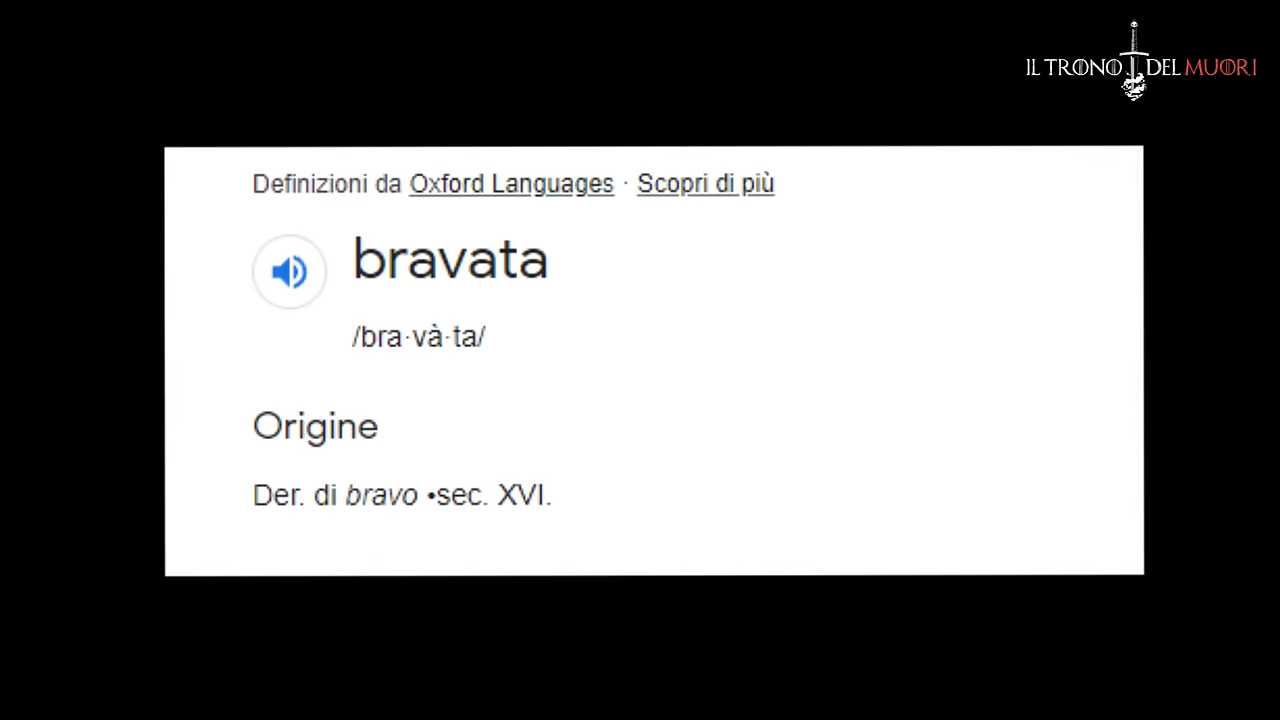 IL TRONO DEL MUORI
Definizioni da Oxford Languages · Scopri di più
bravata
/bra·và·ta/
Origine
Der. di bravo •sec. XVI.